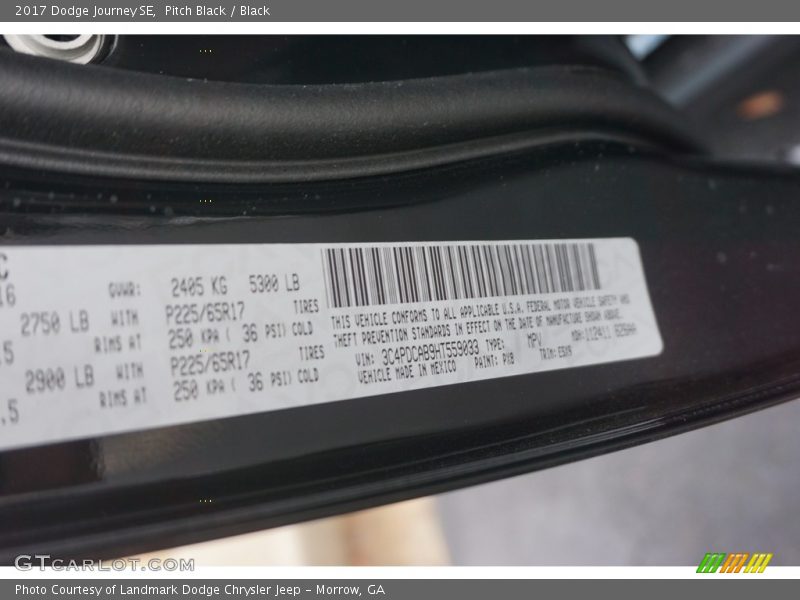 2017 Dodge Journey SE, Pitch Black / Black
C
16
GVWR: 2405 KG 5300 LB
2750 LB WITH P225/65R17 TIRES
.5 RIMS AT 250 KPA ( 36 PSI) COLD
2900 LB WITH P225/65R17 TIRES
.5 RIMS AT 250 KPA ( 36 PSI) COLD
THIS VEHICLE CONFORMS TO ALL APPLICABLE U.S.A. FEDERAL MOTOR VEHICLE SAFETY AND
THEFT PREVENTION STANDARDS IN EFFECT ON THE DATE OF MANUFACTURE SHOWN ABOVE.
VIN: 3C4PDCAB9HT559033 TYPE: MPV MDH:
VEHICLE MADE IN MEXICO PAINT: PX8 TRIM:
GTCARLOT.COM
Photo Courtesy of Landmark Dodge Chrysler Jeep – Morrow, GA